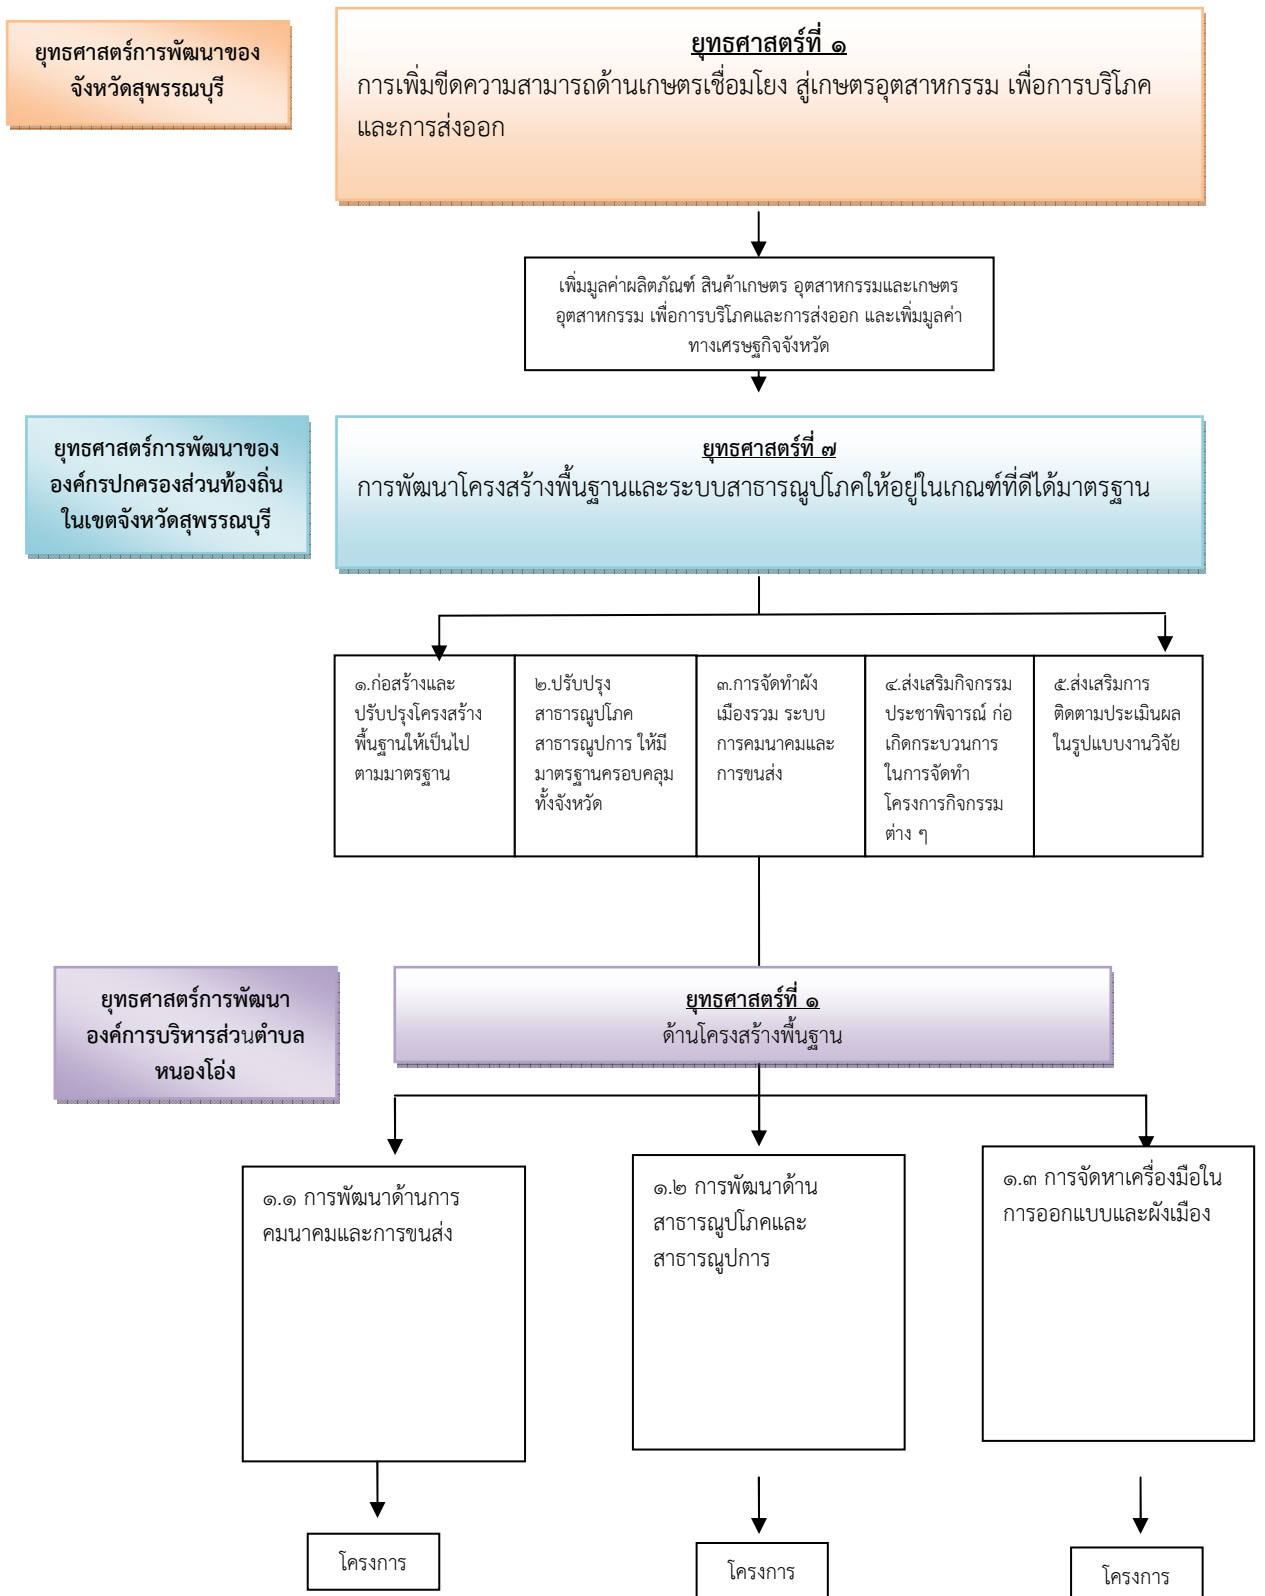 ยุทธศาสตร์การพัฒนาของ
จังหวัดสุพรรณบุรี
ยุทธศาสตร์ที่ ๑
การเพิ่มขีดความสามารถด้านเกษตรเชื่อมโยง สู่เกษตรอุตสาหกรรม เพื่อการบริโภค
และการส่งออก
เพิ่มมูลค่าผลิตภัณฑ์ สินค้าเกษตร อุตสาหกรรมและเกษตร
อุตสาหกรรม เพื่อการบริโภคและการส่งออก และเพิ่มมูลค่า
ทางเศรษฐกิจจังหวัด
ยุทธศาสตร์การพัฒนาของ
องค์กรปกครองส่วนท้องถิ่น
ในเขตจังหวัดสุพรรณบุรี
ยุทธศาสตร์ที่ ๗
การพัฒนาโครงสร้างพื้นฐานและระบบสาธารณูปโภคให้อยู่ในเกณฑ์ที่ดีได้มาตรฐาน
๑.ก่อสร้างและ
ปรับปรุงโครงสร้าง
พื้นฐานให้เป็นไป
ตามมาตรฐาน
๒.ปรับปรุง
สาธารณูปโภค
สาธารณูปการ ให้มี
มาตรฐานครอบคลุม
ทั้งจังหวัด
๓.การจัดทำผัง
เมืองรวม ระบบ
การคมนาคมและ
การขนส่ง
๔.ส่งเสริมกิจกรรม
ประชาพิจารณ์ ก่อ
เกิดกระบวนการ
ในการจัดทำ
โครงการกิจกรรม
ต่าง ๆ
๕.ส่งเสริมการ
ติดตามประเมินผล
ในรูปแบบงานวิจัย
ยุทธศาสตร์การพัฒนา
องค์การบริหารส่วนตำบล
หนองโอ่ง
ยุทธศาสตร์ที่ ๑
ด้านโครงสร้างพื้นฐาน
๑.๑ การพัฒนาด้านการ
คมนาคมและการขนส่ง
๑.๒ การพัฒนาด้าน
สาธารณูปโภคและ
สาธารณูปการ
๑.๓ การจัดหาเครื่องมือใน
การออกแบบและผังเมือง
โครงการ
โครงการ
โครงการ